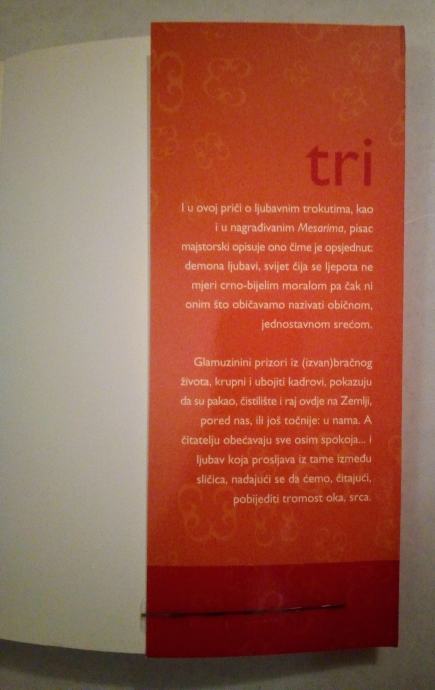 tri
I u ovoj priči o ljubavnim trokutima, kao
i u nagrađivanim Mesarima, pisac
majstorski opisuje ono čime je opsjednut:
demona ljubavi, svijet čija se ljepota ne
mjeri crno-bijelim moralom pa čak ni
onim što običavamo nazivati običnom,
jednostavnom srećom.
Glamuzinini prizori iz (izvan)bračnog
života, krupni i ubojiti kadrovi, pokazuju
da su pakao, čistilište i raj ovdje na Zemlji,
pored nas, ili još točnije: u nama. A
čitatelju obećavaju sve osim spokoja... i
ljubav koja prosijava iz tame između
sličica, nadajući se da ćemo, čitajući,
pobijediti tromost oka, srca.